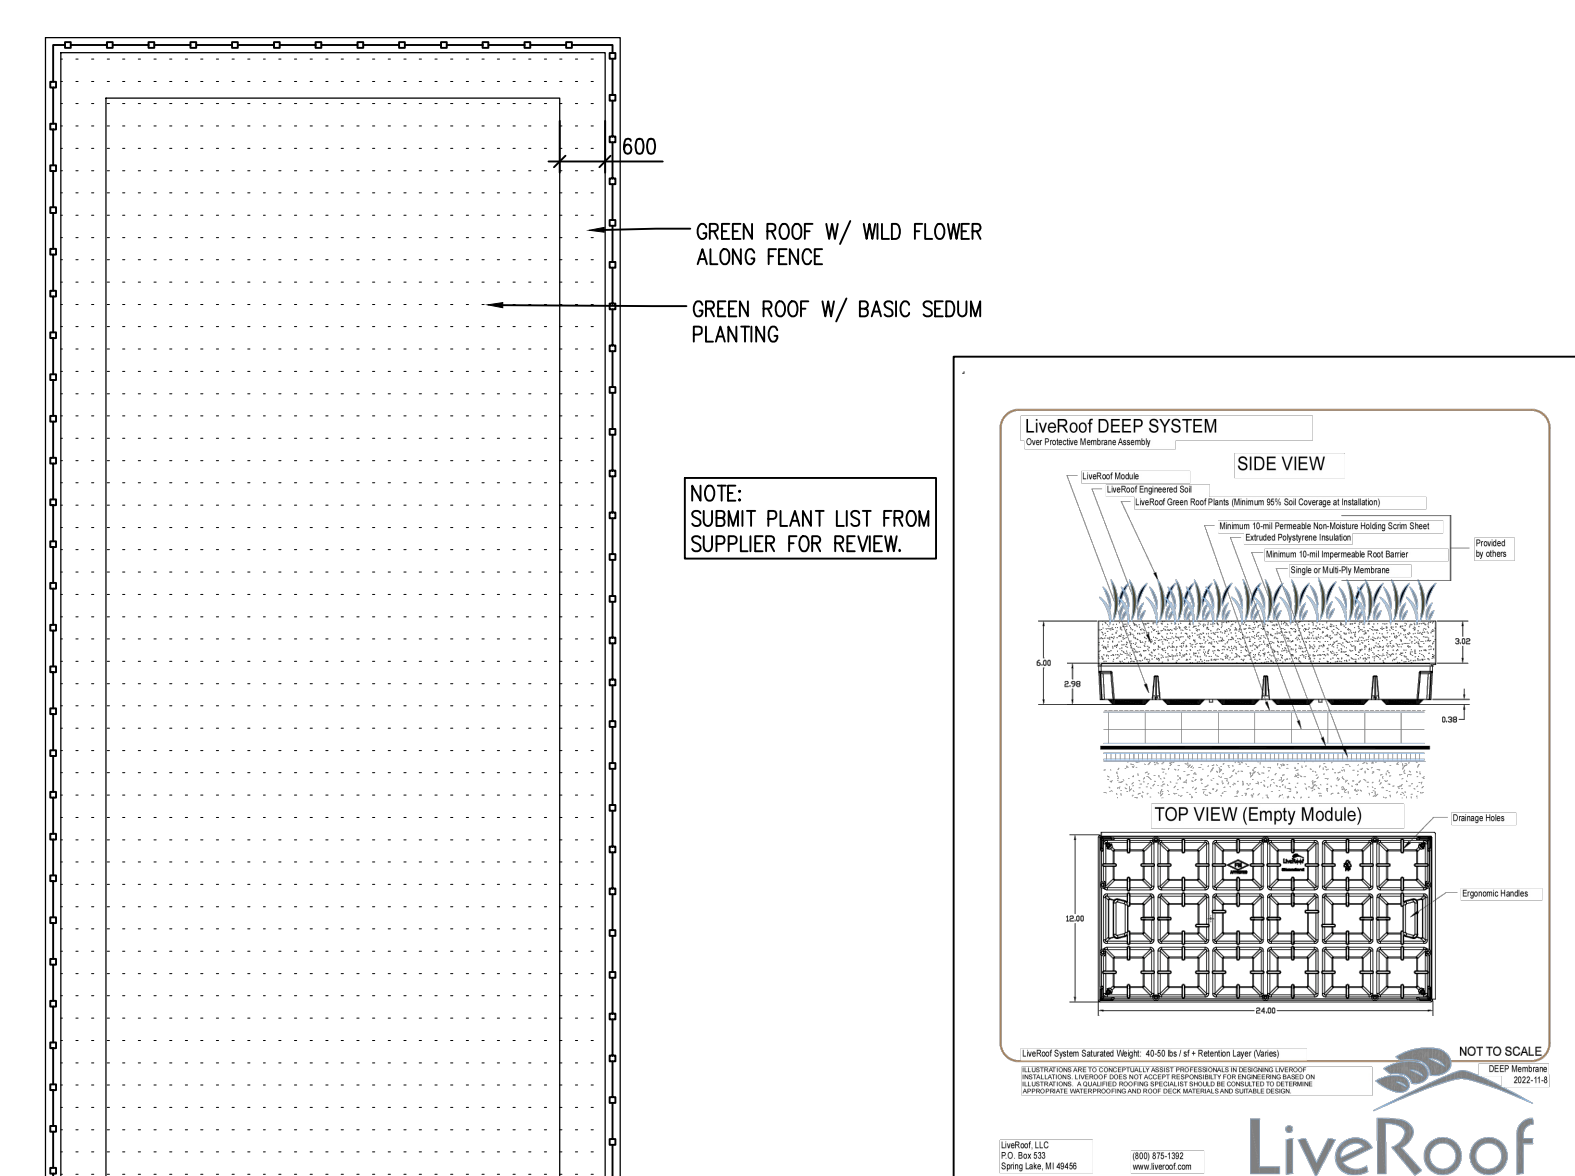 600
GREEN ROOF W/ WILD FLOWER
ALONG FENCE
GREEN ROOF W/ BASIC SEDUM
PLANTING
NOTE:
SUBMIT PLANT LIST FROM
SUPPLIER FOR REVIEW.
LiveRoof DEEP SYSTEM
Over Protective Membrane Assembly
SIDE VIEW
LiveRoof Module
LiveRoof Engineered Soil
LiveRoof Green Roof Plants (Minimum 95% Soil Coverage at Installation)
Minimum 10-mil Permeable Non-Moisture Holding Scrim Sheet
Extruded Polystyrene Insulation
Minimum 10-mil Impermeable Root Barrier
Single or Multi-Ply Membrane
Provided
by others
3.02
6.00
2.98
0.38
TOP VIEW (Empty Module)
Drainage Holes
LiveRoof
Ergonomic Handles
12.00
24.00
LiveRoof System Saturated Weight: 40-50 lbs / sf + Retention Layer (Varies)
NOT TO SCALE
ILLUSTRATIONS ARE TO CONCEPTUALLY ASSIST PROFESSIONALS IN DESIGNING LIVEROOF
INSTALLATIONS. LIVEROOF DOES NOT ACCEPT RESPONSIBILTY FOR ENGINEERING BASED ON
ILLUSTRATIONS. A QUALIFIED ROOFING SPECIALIST SHOULD BE CONSULTED TO DETERMINE
APPROPRIATE WATERPROOFING AND ROOF DECK MATERIALS AND SUITABLE DESIGN.
DEEP Membrane
2022-11-8
LiveRoof
LiveRoof, LLC
P.O. Box 533
Spring Lake, MI 49456
(800) 875-1392
www.liveroof.com